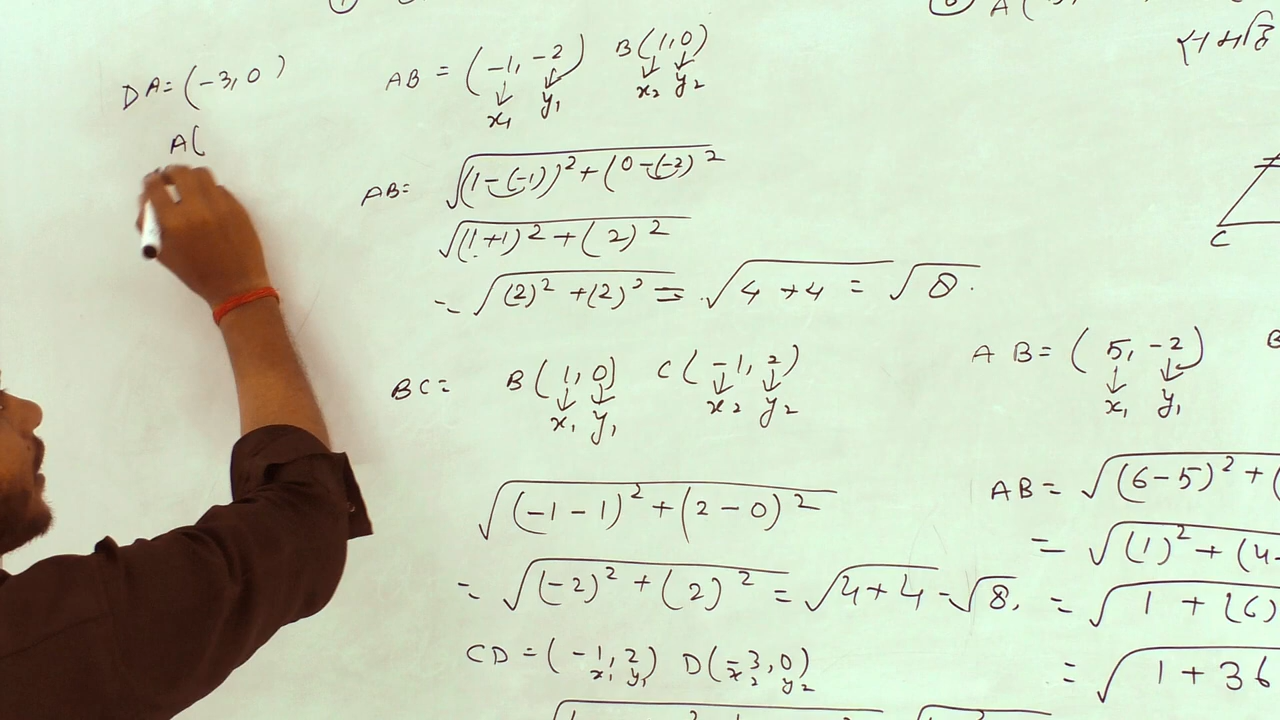 DA = (-3, 0)
A(
AB = (-1, -2) B(1, 0)
x₁ y₁ x₂ y₂
AB = √((1-(-1))² + (0-(-2)²
√(1+1)² + (2)²
= √(2)² + (2)² = √4+4 = √8.
BC = B(1, 0) C(-1, 2)
x₁ y₁ x₂ y₂
√(-1-1)² + (2-0)²
= √(-2)² + (2)² = √4+4 = √8.
CD = (-1, 2) D(-3, 0)
x₁ y₁ x₂ y₂
A(
C
AB = (5, -2)
x₁ y₁
AB = √(6-5)² + (
= √(1)² + (4-
= √1 + (6)
= √1 + 36